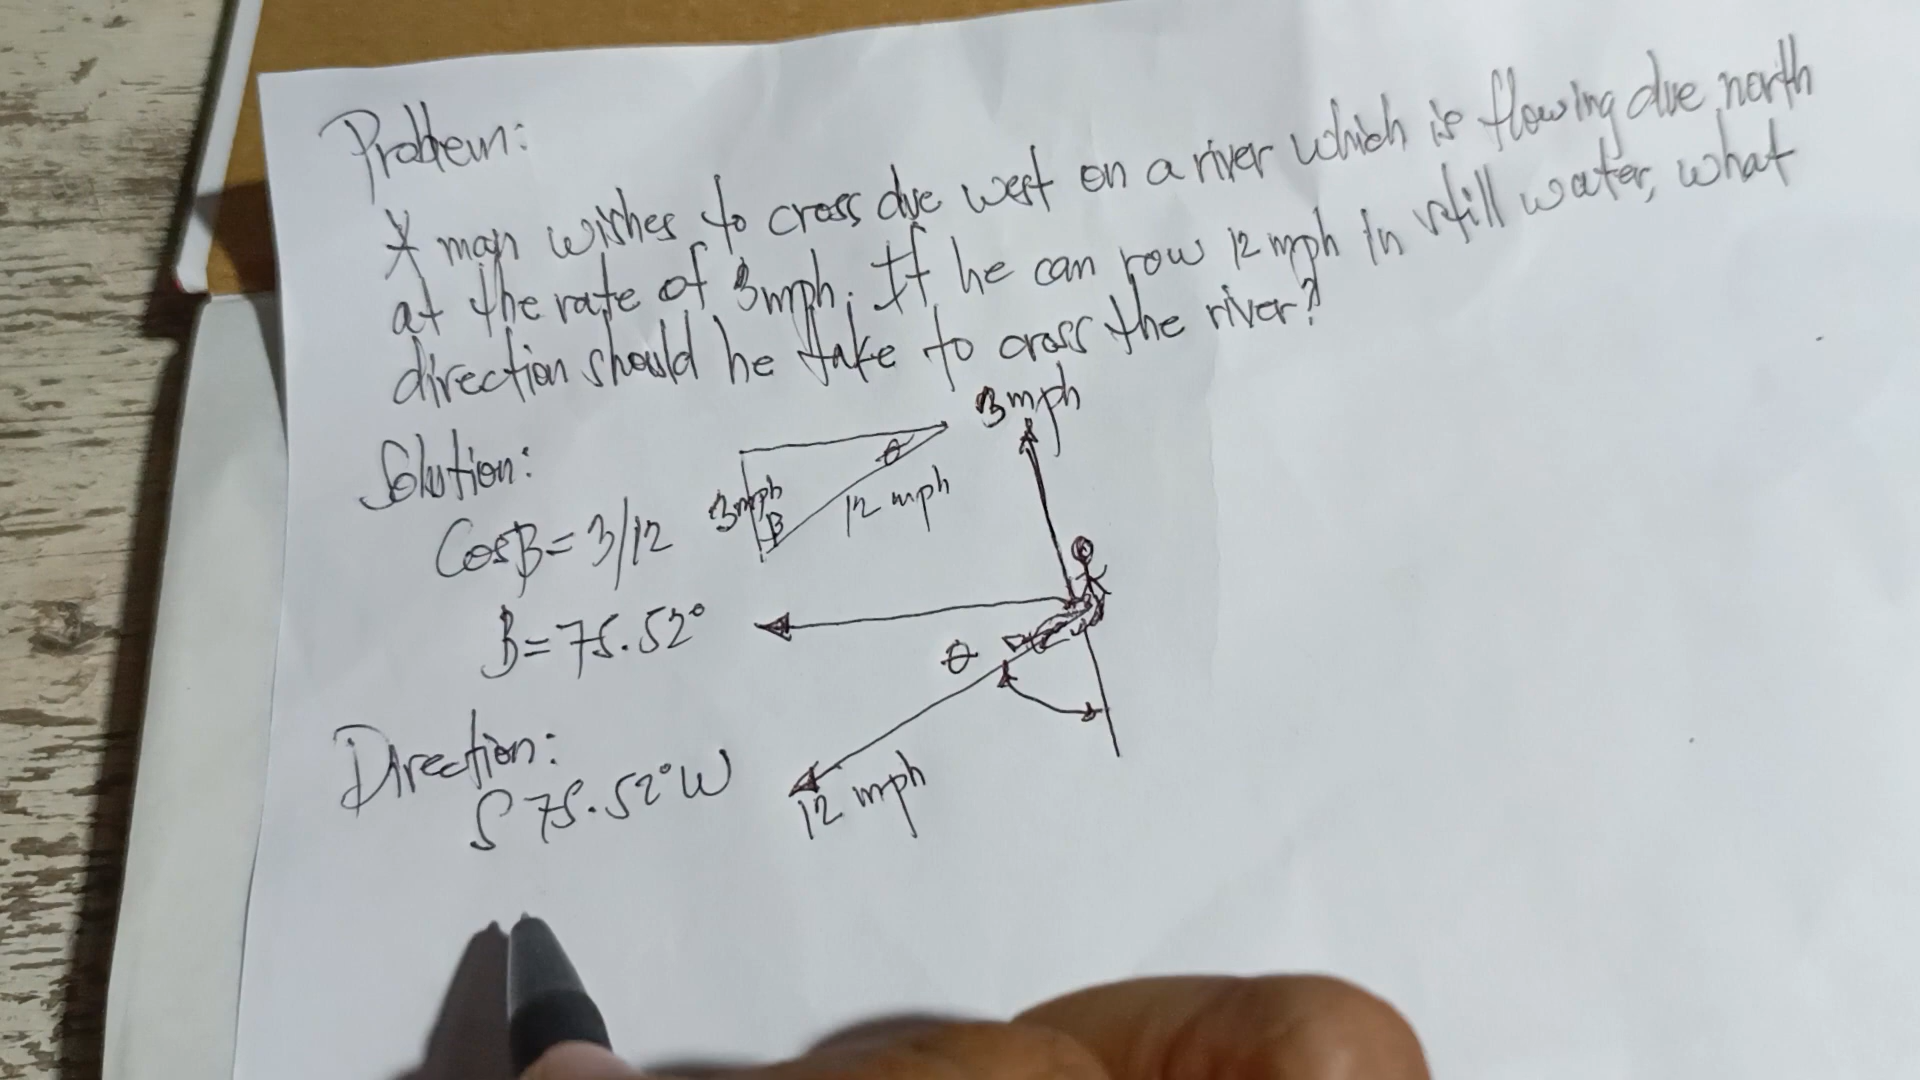 Problem:
A man wishes to cross due west on a river which is flowing due north
at the rate of 3mph. If he can row 12 mph in still water, what
direction should he take to cross the river?
Solution:
3mph
θ
3mph
12 mph
B
CosB = 3/12
B = 75.52°
θ
Direction:
S 75.52° W
12 mph